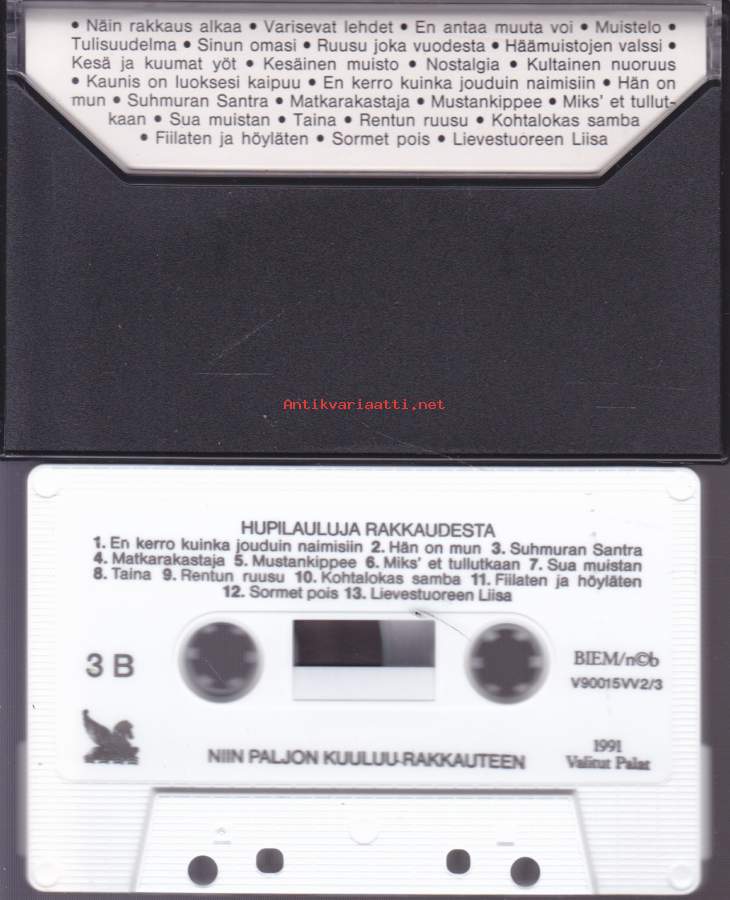 • Näin rakkaus alkaa • Varisevat lehdet • En antaa muuta voi • Muistelo •
Tulisuudelma • Sinun omasi • Ruusu joka vuodesta • Häämuistojen valssi •
Kesä ja kuumat yöt • Kesäinen muisto • Nostalgia • Kultainen nuoruus
• Kaunis on luoksesi kaipuu • En kerro kuinka jouduin naimisiin • Hän on
mun • Suhmuran Santra • Matkarakastaja • Mustankippee • Miks' et tullut-
kaan • Sua muistan • Taina • Rentun ruusu • Kohtalokas samba
• Fiilaten ja höyläten • Sormet pois • Lievestuoreen Liisa
Antikvariaatti.net
HUPILAULUJA RAKKAUDESTA
1. En kerro kuinka jouduin naimisiin 2. Hän on mun 3. Suhmuran Santra
4. Matkarakastaja 5. Mustankippee 6. Miks' et tullutkaan 7. Sua muistan
8. Taina 9. Rentun ruusu 10. Kohtalokas samba 11. Fiilaten ja höyläten
12. Sormet pois 13. Lievestuoreen Liisa
3 B
BIEM/n©b
V90015VV2/3
NIIN PALJON KUULUU RAKKAUTEEN
1991
Valitut Palat